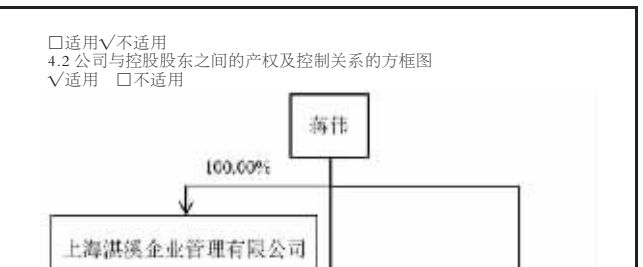 □适用√不适用
4.2 公司与控股股东之间的产权及控制关系的方框图
√适用 □不适用
蒋伟
100.00%
上海湛溪企业管理有限公司